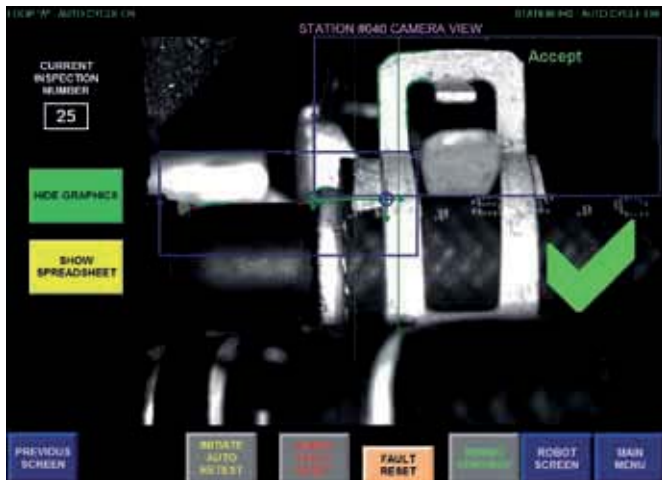 STATION #040 CAMERA VIEW
Accept
CURRENT
INSPECTION
NUMBER
25
HIDE GRAPHICS
SHOW
SPREADSHEET
PREVIOUS
SCREEN
INITIATE
AUTO
RETEST
FAULT
RESET
ROBOT
SCREEN
MAIN
MENU